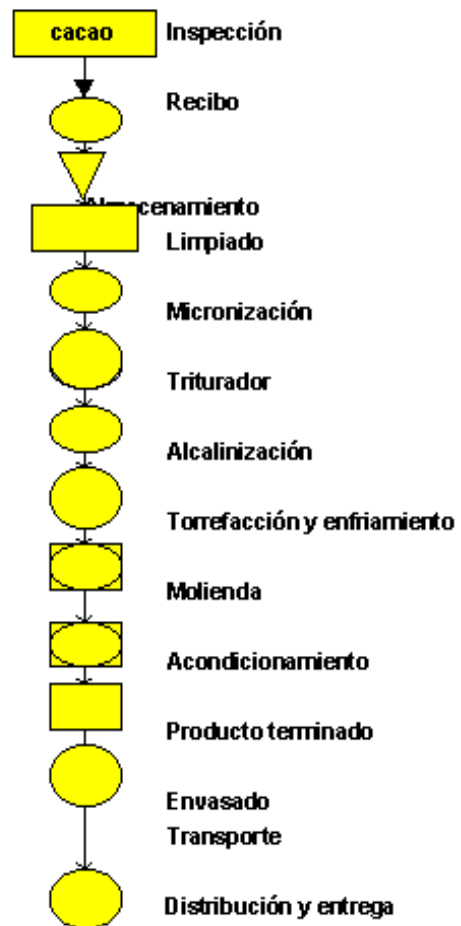 cacao Inspección
Recibo
Almacenamiento
Limpiado
Micronización
Triturador
Alcalinización
Torrefacción y enfriamiento
Molienda
Acondicionamiento
Producto terminado
Envasado
Transporte
Distribución y entrega